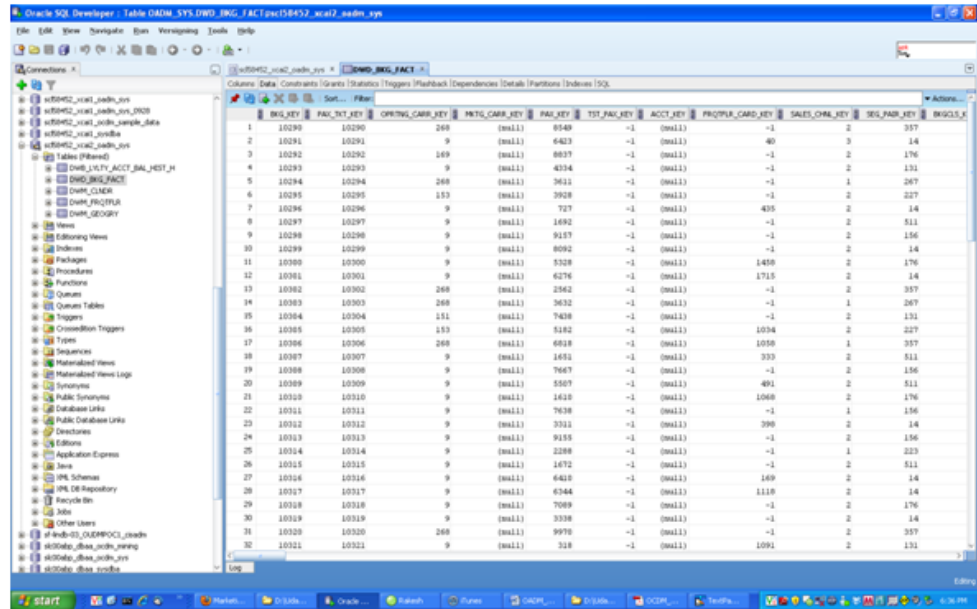 Oracle SQL Developer : Table OADM_SYS.DWD_BKG_FACT@scl58452_xcai2_oadm_sys
File Edit View Navigate Run Versioning Tools Help
Connections
scl58452_xcai2_oadm_sys DWD_BKG_FACT
Columns Data Constraints Grants Statistics Triggers Flashback Dependencies Details Partitions Indexes SQL
Sort... Filter: Actions...
BKG_KEY PAX_TXT_KEY OPRTNG_CARR_KEY MKTG_CARR_KEY PAX_KEY TST_PAX_KEY ACCT_KEY FRQTFLR_CARD_KEY SALES_CHNL_KEY SEG_PAIR_KEY
1 10290 10290 268 (null) 8549 -1 (null) -1 2 357
2 10291 10291 9 (null) 6423 -1 (null) 40 3 14
3 10292 10292 169 (null) 8837 -1 (null) -1 2 176
4 10293 10293 9 (null) 4334 -1 (null) -1 2 131
5 10294 10294 268 (null) 3611 -1 (null) -1 1 267
6 10295 10295 153 (null) 3928 -1 (null) -1 2 227
7 10296 10296 9 (null) 727 -1 (null) 435 2 14
8 10297 10297 9 (null) 1692 -1 (null) -1 2 511
9 10298 10298 9 (null) 9157 -1 (null) -1 2 156
10 10299 10299 9 (null) 8092 -1 (null) -1 2 14
11 10300 10300 9 (null) 5328 -1 (null) 1458 2 176
12 10301 10301 9 (null) 6276 -1 (null) 1715 2 14
13 10302 10302 268 (null) 2562 -1 (null) -1 2 357
14 10303 10303 268 (null) 3632 -1 (null) -1 1 267
15 10304 10304 151 (null) 7438 -1 (null) -1 2 131
16 10305 10305 153 (null) 5182 -1 (null) 1034 2 227
17 10306 10306 268 (null) 6818 -1 (null) 1058 1 357
18 10307 10307 9 (null) 1651 -1 (null) 333 2 511
19 10308 10308 9 (null) 7667 -1 (null) -1 2 156
20 10309 10309 9 (null) 5507 -1 (null) 491 2 511
21 10310 10310 9 (null) 1610 -1 (null) 1068 2 176
22 10311 10311 9 (null) 7638 -1 (null) -1 1 156
23 10312 10312 9 (null) 3311 -1 (null) 398 2 14
24 10313 10313 9 (null) 9155 -1 (null) -1 2 156
25 10314 10314 9 (null) 2288 -1 (null) -1 1 223
26 10315 10315 9 (null) 1672 -1 (null) -1 2 511
27 10316 10316 9 (null) 6410 -1 (null) 169 2 14
28 10317 10317 9 (null) 6344 -1 (null) 1118 2 14
29 10318 10318 9 (null) 7089 -1 (null) -1 2 176
30 10319 10319 9 (null) 3338 -1 (null) -1 2 14
31 10320 10320 268 (null) 9970 -1 (null) -1 2 357
32 10321 10321 9 (null) 318 -1 (null) 1091 2 131
Tables (Filtered)
DWB_LYLTY_ACCT_BAL_HIST_H
DWD_BKG_FACT
DWM_CLNDR
DWM_FRQTFLR
DWM_GEOGRY
Views
Editioning Views
Indexes
Packages
Procedures
Functions
Queues
Queues Tables
Triggers
Crossedition Triggers
Types
Sequences
Materialized Views
Materialized Views Logs
Synonyms
Public Synonyms
Database Links
Public Database Links
Directories
Editions
Application Express
Java
XML Schemas
XML DB Repository
Recycle Bin
Jobs
Other Users
Log
Editing
start
Market...
Oracle ...
Rakesh
iTunes
6:36 PM